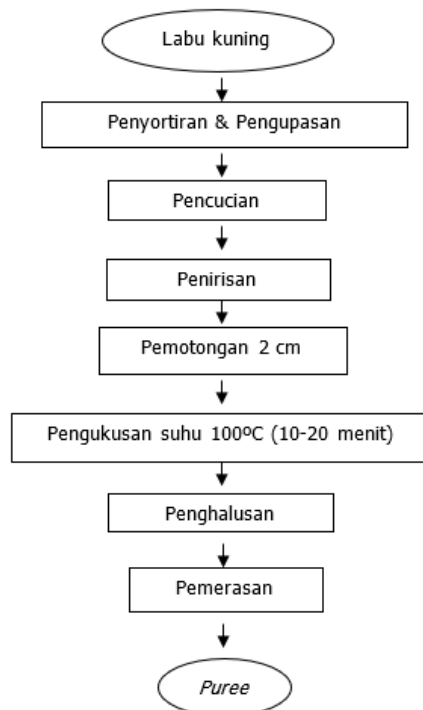 Labu kuning
Penyortiran & Pengupasan
Pencucian
Penirisan
Pemotongan 2 cm
Pengukusan suhu 100ºC (10-20 menit)
Penghalusan
Pemerasan
Puree